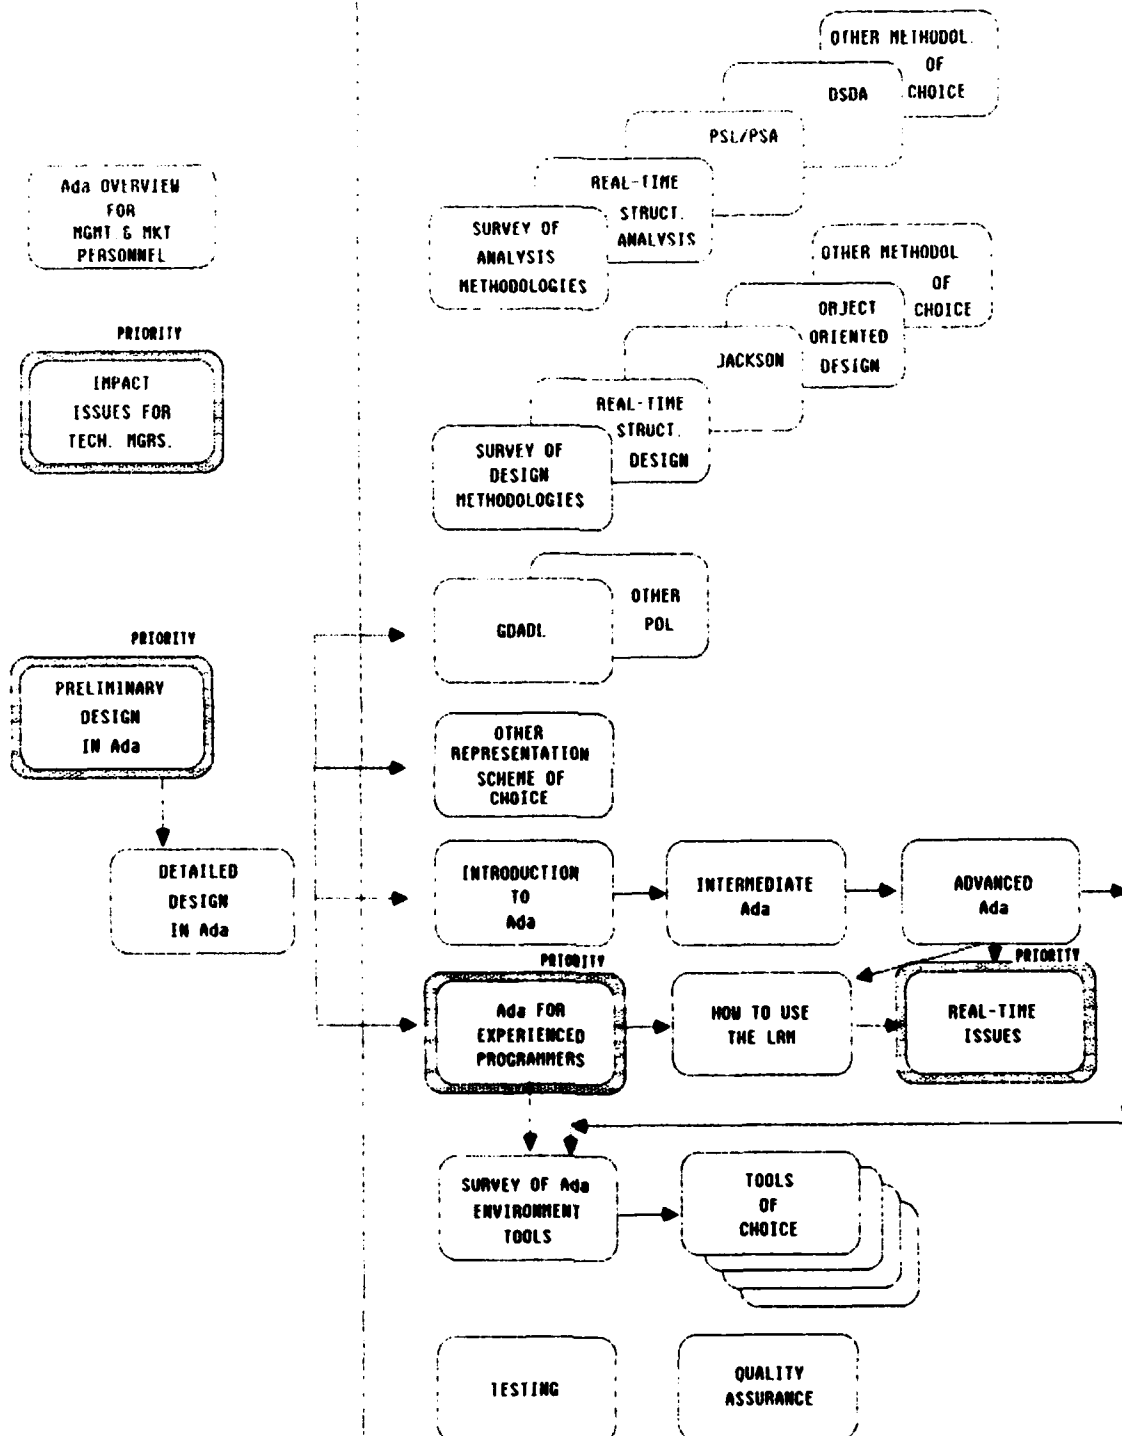 OTHER METHODOL.
OF
CHOICE
DSDA
PSL/PSA
REAL-TIME
STRUCT.
ANALYSIS
SURVEY OF
ANALYSIS
METHODOLOGIES
Ada OVERVIEW
FOR
MGMT & MKT
PERSONNEL
PRIORITY
IMPACT
ISSUES FOR
TECH. MGRS.
OTHER METHODOL
OF
CHOICE
ORJECT
ORIENTED
DESIGN
JACKSON
REAL-TIME
STRUCT.
DESIGN
SURVEY OF
DESIGN
METHODOLOGIES
OTHER
POL
GDADL
PRIORITY
PRELIMINARY
DESIGN
IN Ada
OTHER
REPRESENTATION
SCHEME OF
CHOICE
DETAILED
DESIGN
IN Ada
INTRODUCTION
TO
Ada
INTERMEDIATE
Ada
ADVANCED
Ada
PRIORITY
Ada FOR
EXPERIENCED
PROGRAMMERS
HOW TO USE
THE LRM
PRIORITY
REAL-TIME
ISSUES
SURVEY OF Ada
ENVIRONMENT
TOOLS
TOOLS
OF
CHOICE
TESTING
QUALITY
ASSURANCE